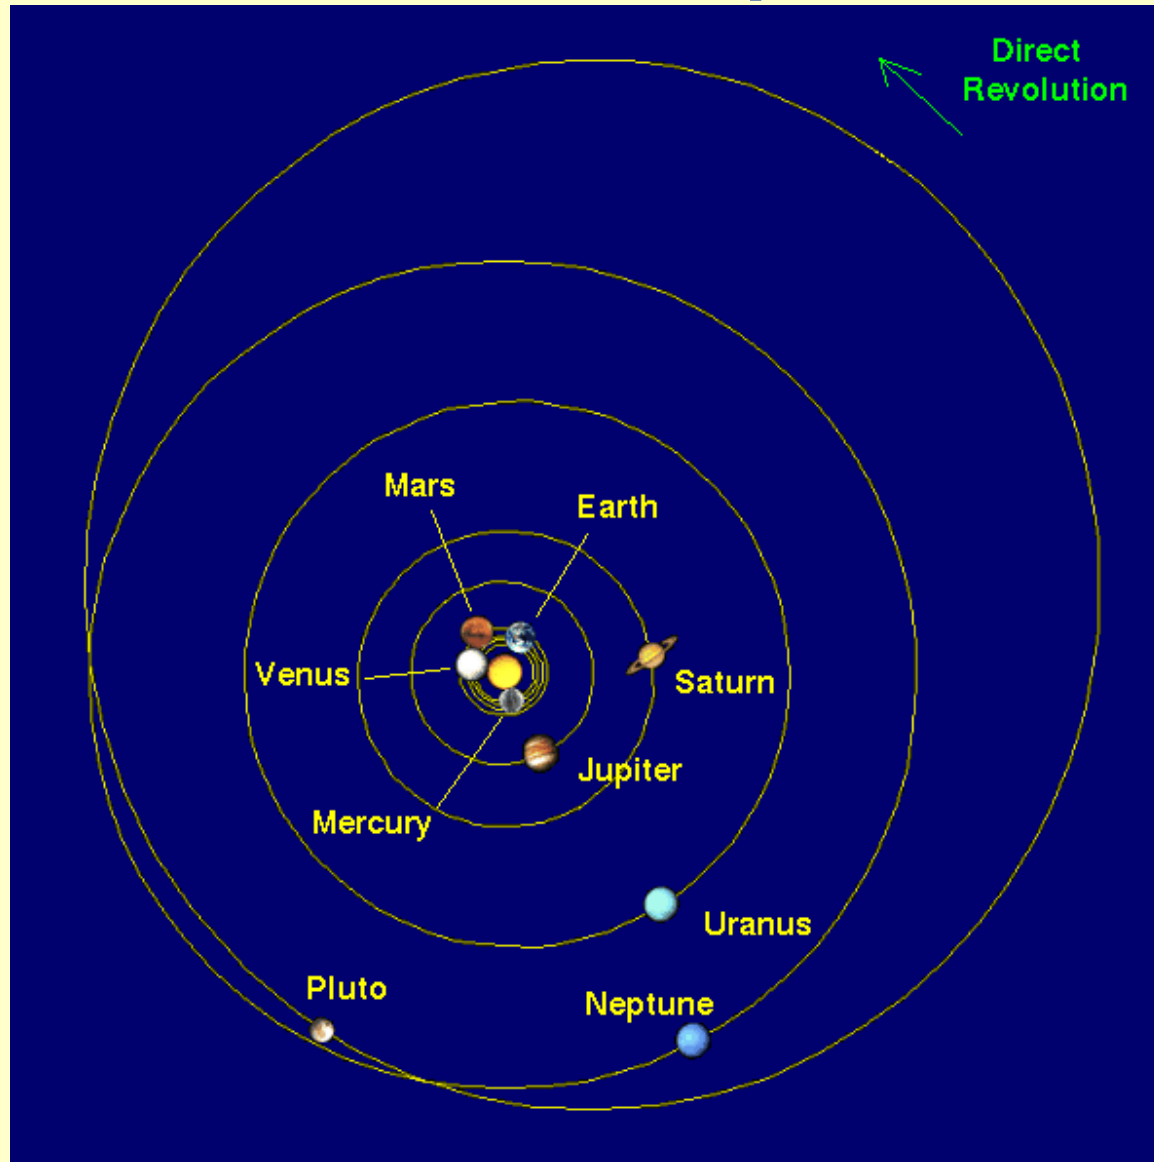 Direct
Revolution
Mars
Earth
Venus
Saturn
Jupiter
Mercury
Uranus
Pluto
Neptune